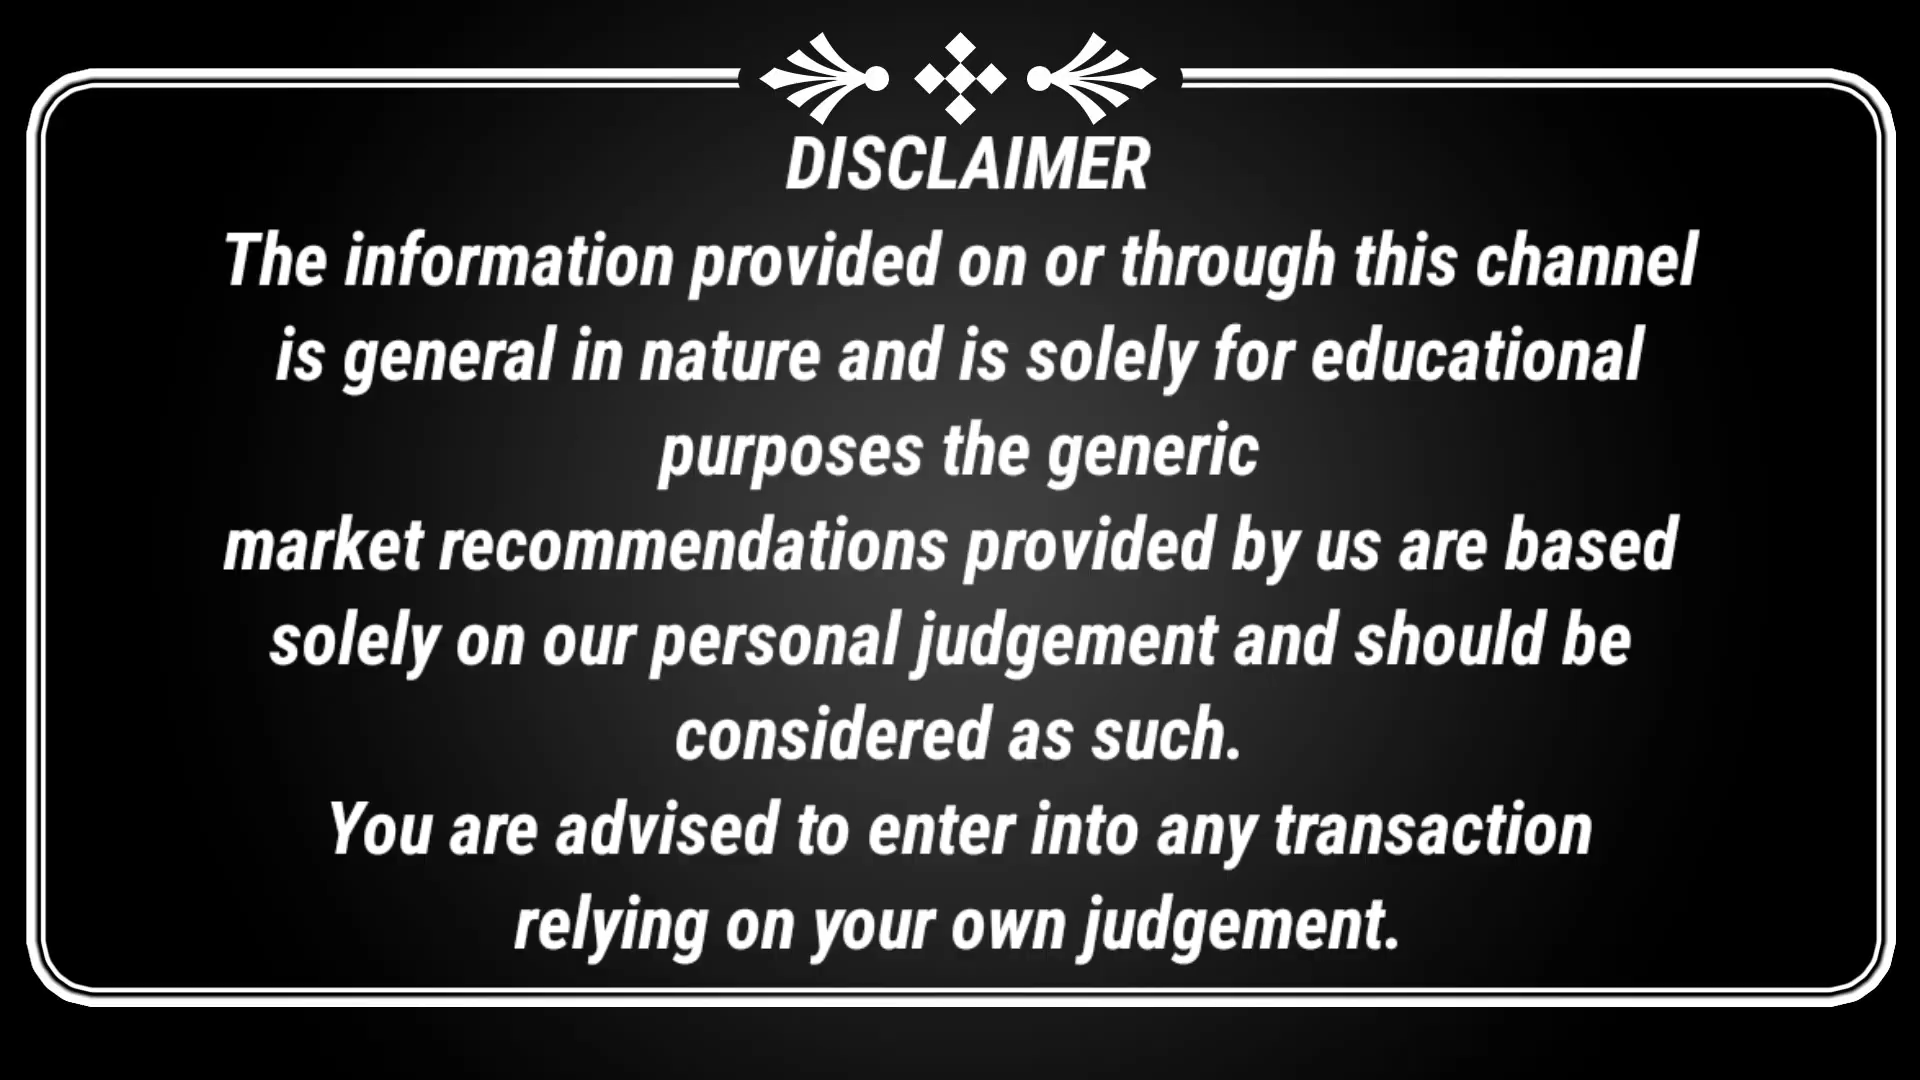 DISCLAIMER
The information provided on or through this channel
is general in nature and is solely for educational
purposes the generic
market recommendations provided by us are based
solely on our personal judgement and should be
considered as such.
You are advised to enter into any transaction
relying on your own judgement.